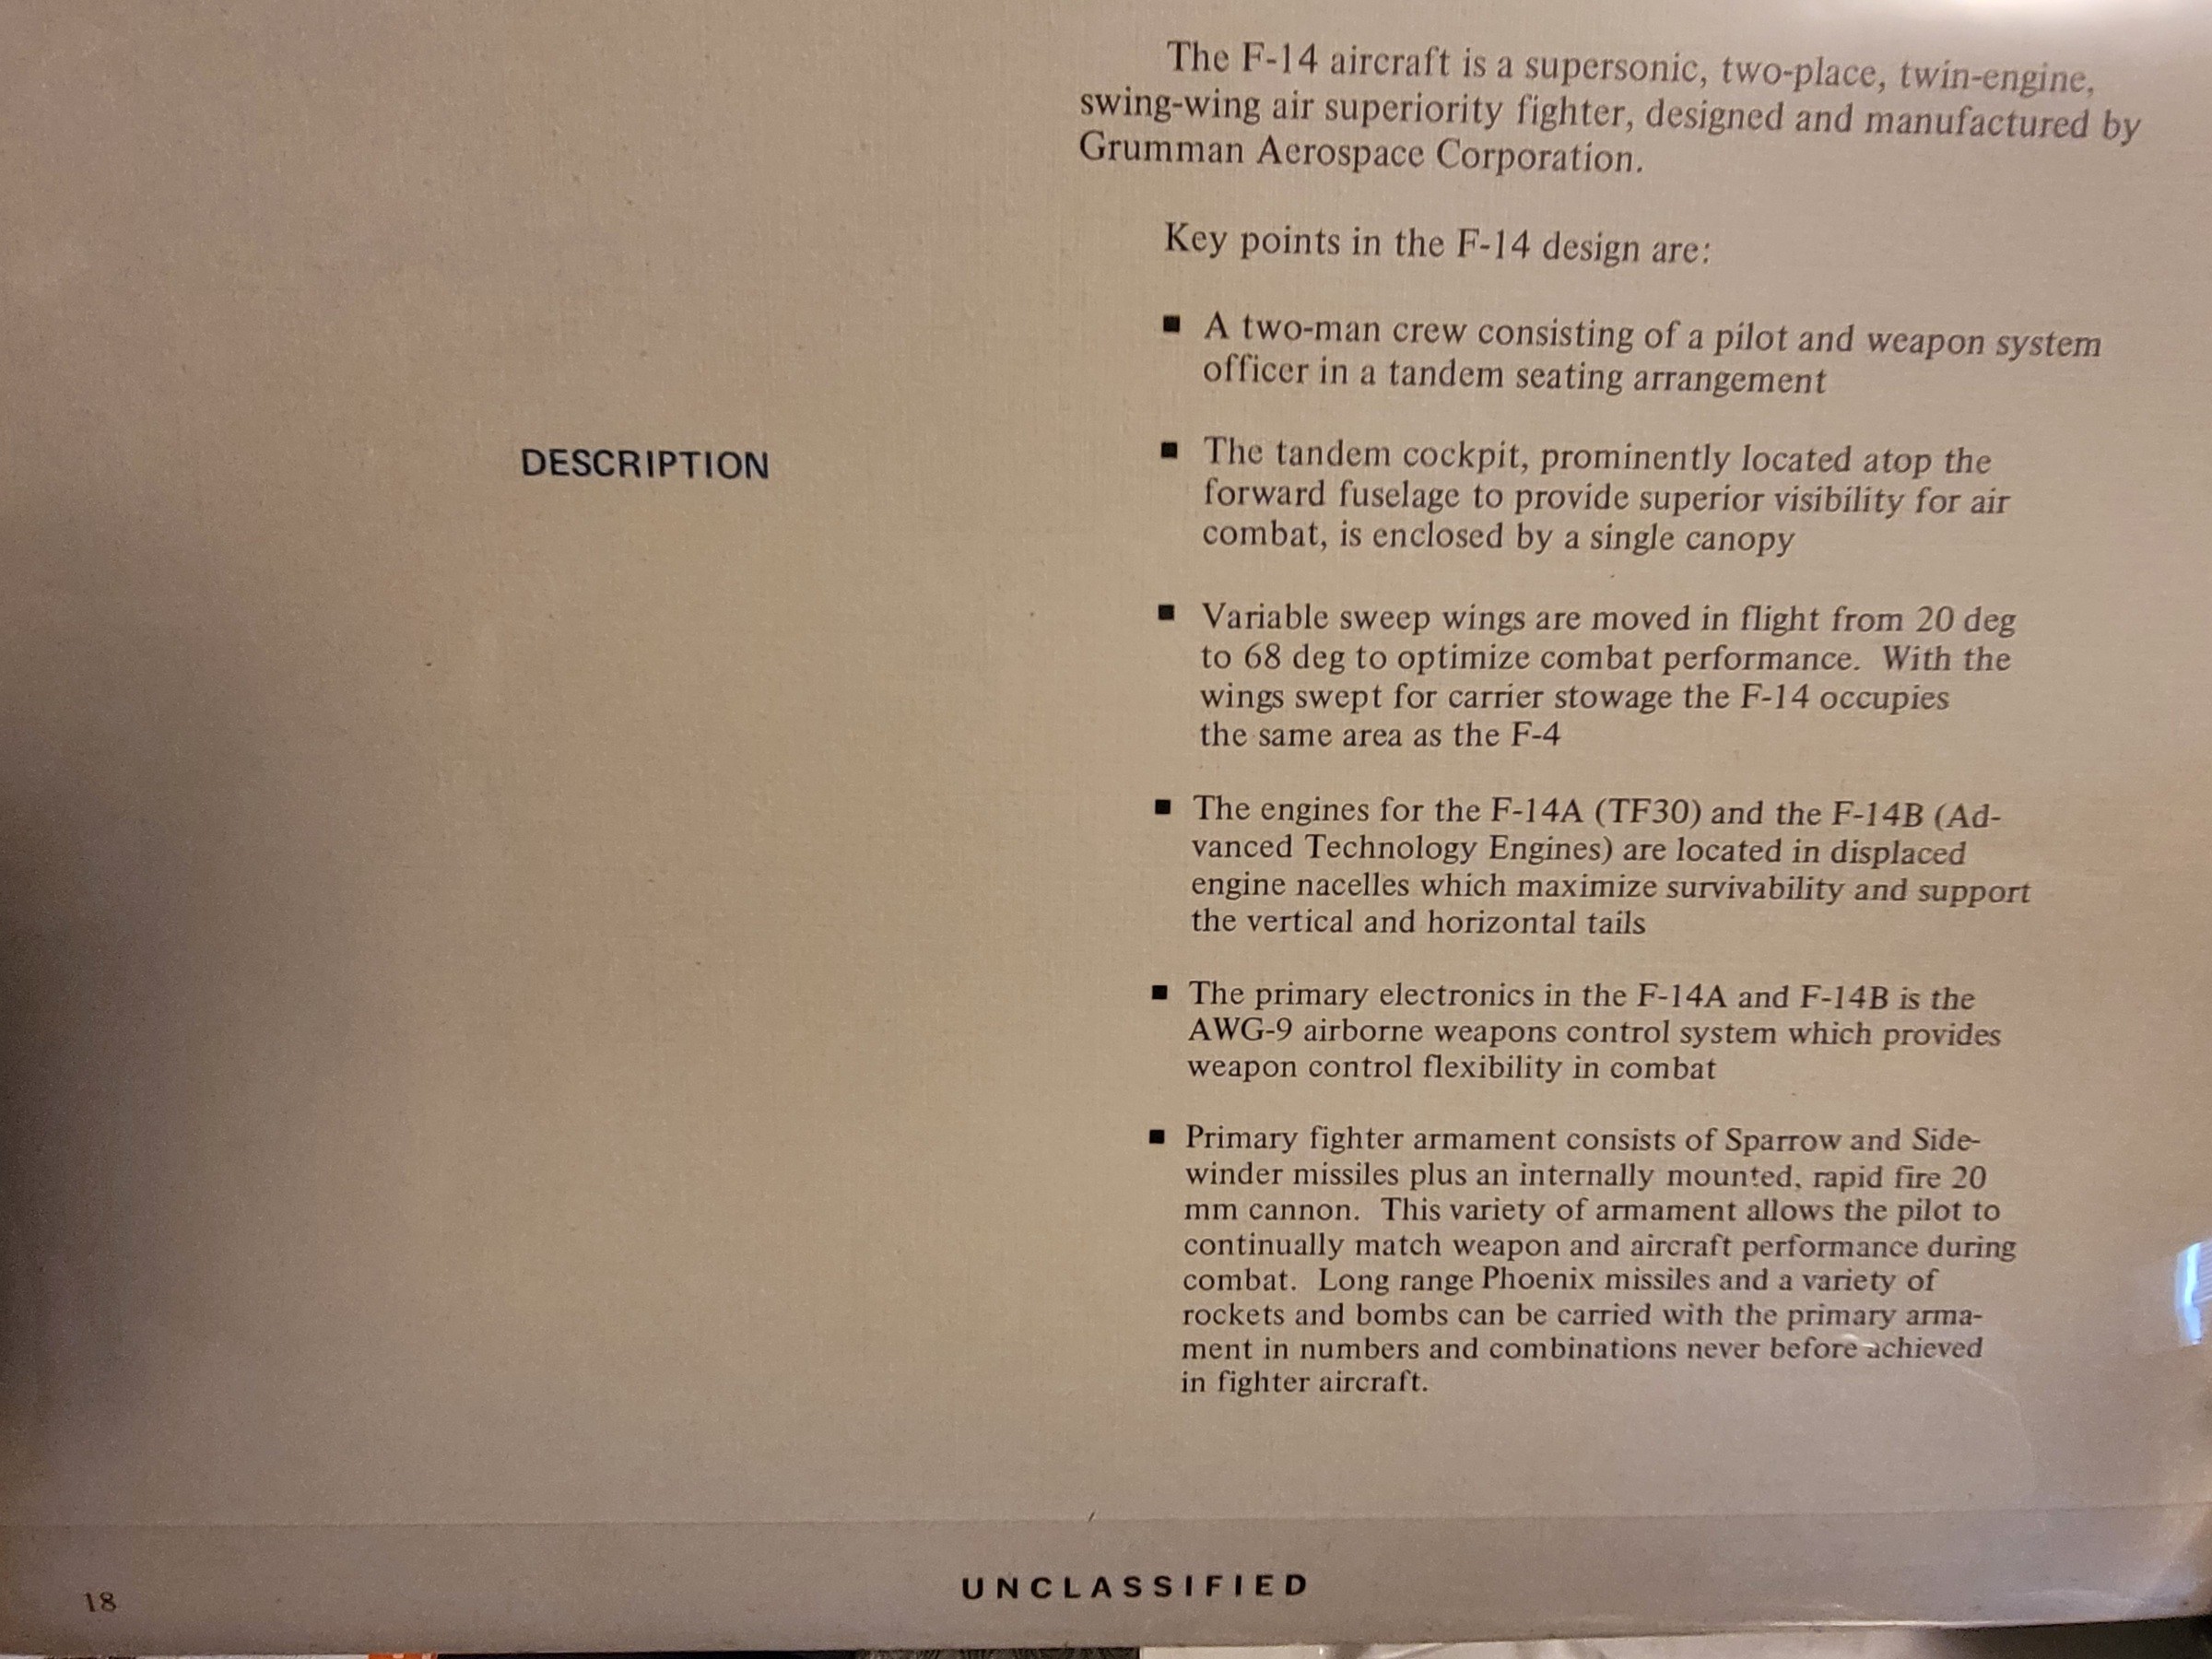 The F-14 aircraft is a supersonic, two-place, twin-engine,
swing-wing air superiority fighter, designed and manufactured by
Grumman Aerospace Corporation.
Key points in the F-14 design are:
■ A two-man crew consisting of a pilot and weapon system
officer in a tandem seating arrangement
DESCRIPTION
■ The tandem cockpit, prominently located atop the
forward fuselage to provide superior visibility for air
combat, is enclosed by a single canopy
■ Variable sweep wings are moved in flight from 20 deg
to 68 deg to optimize combat performance. With the
wings swept for carrier stowage the F-14 occupies
the same area as the F-4
■ The engines for the F-14A (TF30) and the F-14B (Ad-
vanced Technology Engines) are located in displaced
engine nacelles which maximize survivability and support
the vertical and horizontal tails
■ The primary electronics in the F-14A and F-14B is the
AWG-9 airborne weapons control system which provides
weapon control flexibility in combat
■ Primary fighter armament consists of Sparrow and Side-
winder missiles plus an internally mounted, rapid fire 20
mm cannon. This variety of armament allows the pilot to
continually match weapon and aircraft performance during
combat. Long range Phoenix missiles and a variety of
rockets and bombs can be carried with the primary arma-
ment in numbers and combinations never before achieved
in fighter aircraft.
UNCLASSIFIED
18